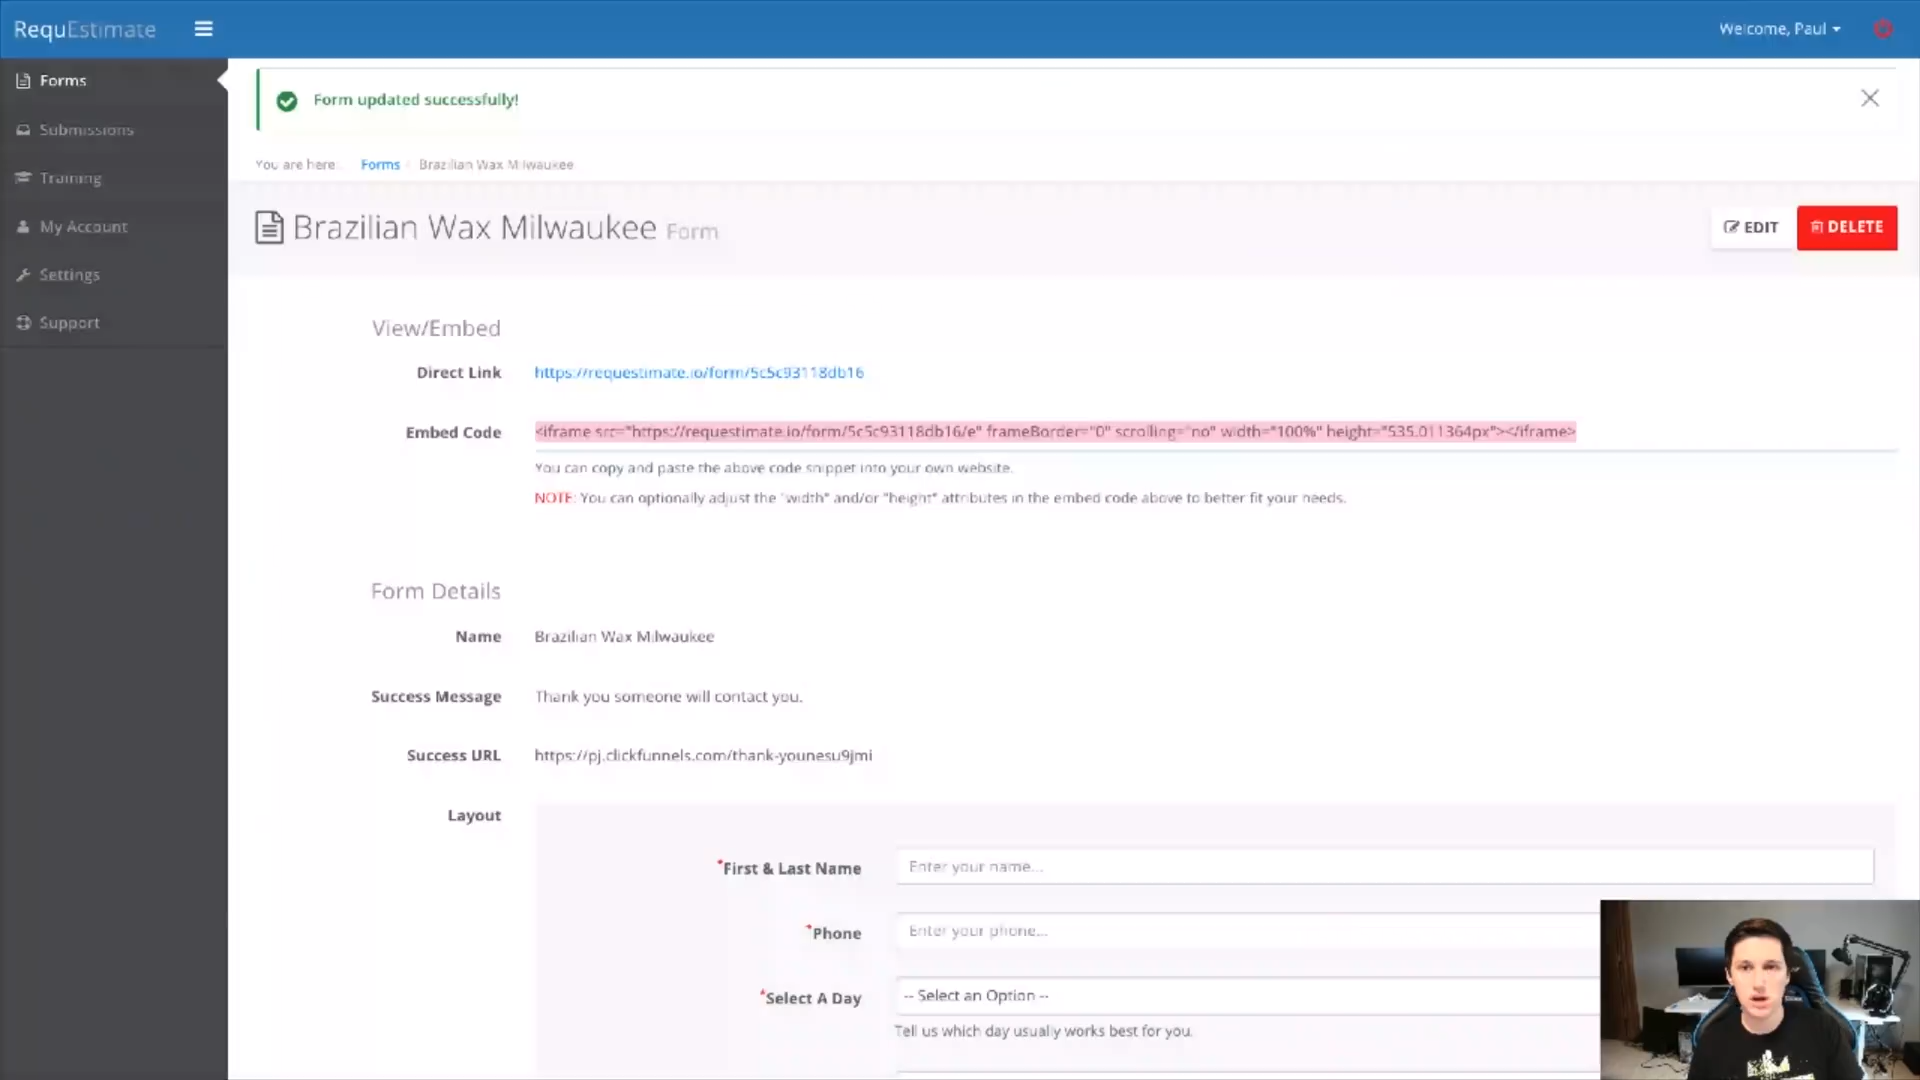 RequEstimate
Welcome, Paul
Forms
Submissions
Training
My Account
Settings
Support
Form updated successfully!
You are here: Forms / Brazilian Wax Milwaukee
Brazilian Wax Milwaukee Form
EDIT
DELETE
View/Embed
Direct Link
https://requestimate.io/form/5c5c93118db16
Embed Code
<iframe src="https://requestimate.io/form/5c5c93118db16/e" frameBorder="0" scrolling="no" width="100%" height="535.011364px"></iframe>
You can copy and paste the above code snippet into your own website.
NOTE: You can optionally adjust the "width" and/or "height" attributes in the embed code above to better fit your needs.
Form Details
Name
Brazilian Wax Milwaukee
Success Message
Thank you someone will contact you.
Success URL
https://pj.clickfunnels.com/thank-younesu9jmi
Layout
*First & Last Name
Enter your name...
*Phone
Enter your phone...
*Select A Day
-- Select an Option --
Tell us which day usually works best for you.